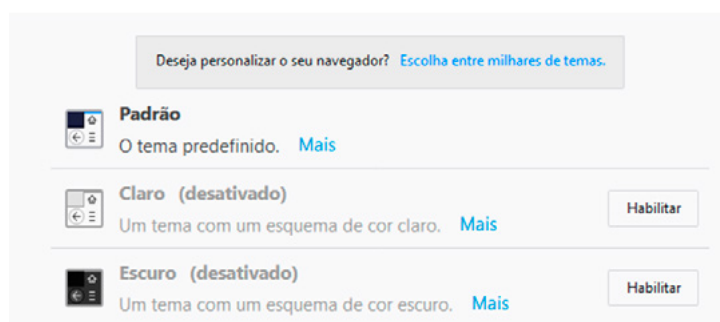 Deseja personalizar o seu navegador? Escolha entre milhares de temas.
Padrão
O tema predefinido. Mais
Claro (desativado)
Um tema com um esquema de cor claro. Mais
Habilitar
Escuro (desativado)
Um tema com um esquema de cor escuro. Mais
Habilitar